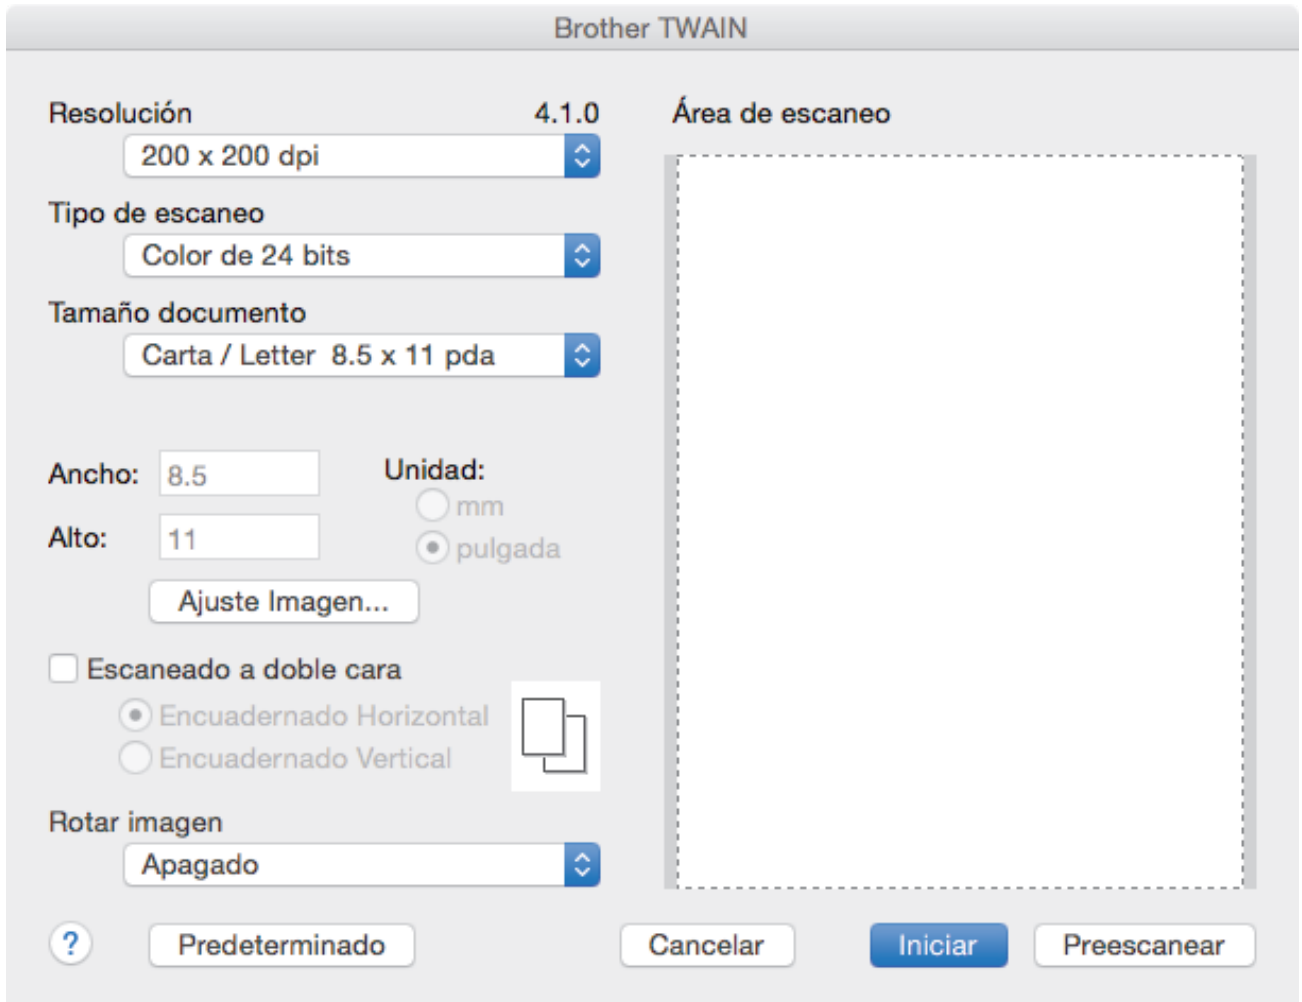 Brother TWAIN
Resolución 4.1.0
200 x 200 dpi
Tipo de escaneo
Color de 24 bits
Tamaño documento
Carta / Letter 8.5 x 11 pda
Ancho: 8.5
Unidad:
mm
Alto: 11
pulgada
Ajuste Imagen...
Escaneado a doble cara
Encuadernado Horizontal
Encuadernado Vertical
Rotar imagen
Apagado
Área de escaneo
? Predeterminado Cancelar Iniciar Preescanear